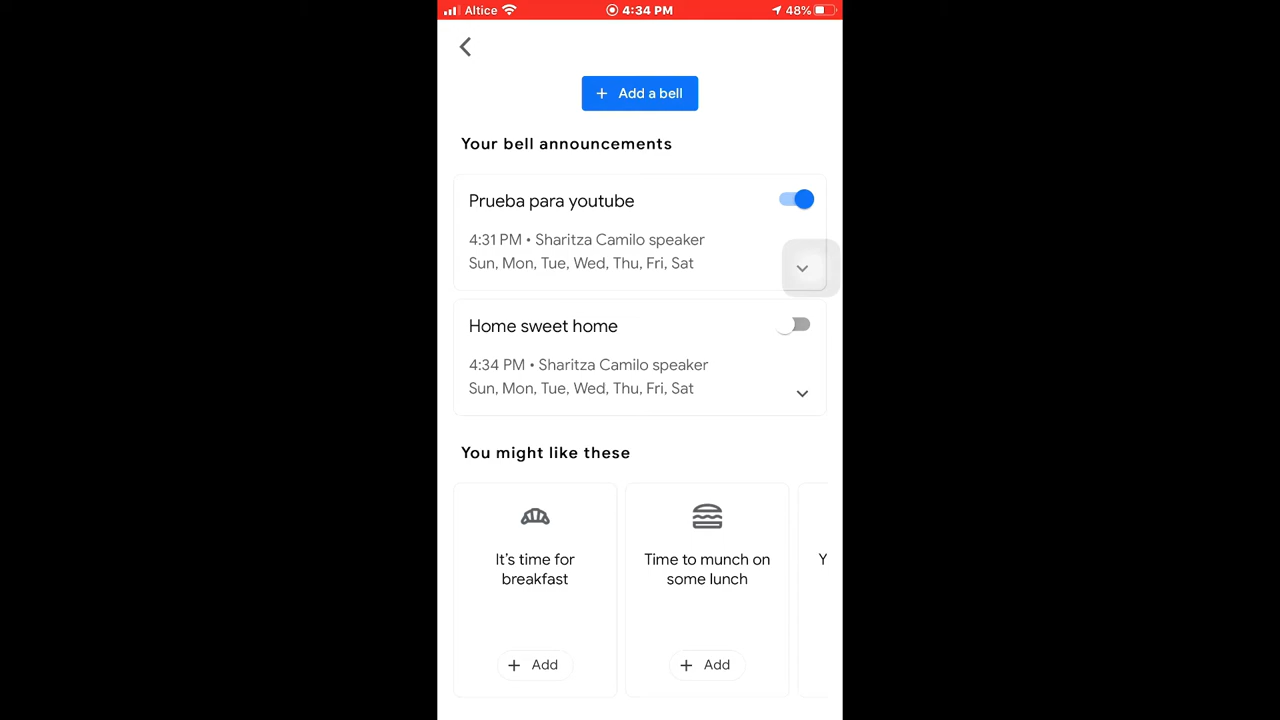 Altice 4:34 PM 48%
+ Add a bell
Your bell announcements
Prueba para youtube
4:31 PM • Sharitza Camilo speaker
Sun, Mon, Tue, Wed, Thu, Fri, Sat
Home sweet home
4:34 PM • Sharitza Camilo speaker
Sun, Mon, Tue, Wed, Thu, Fri, Sat
You might like these
It's time for
breakfast
+ Add
Time to munch on
some lunch
+ Add
Y